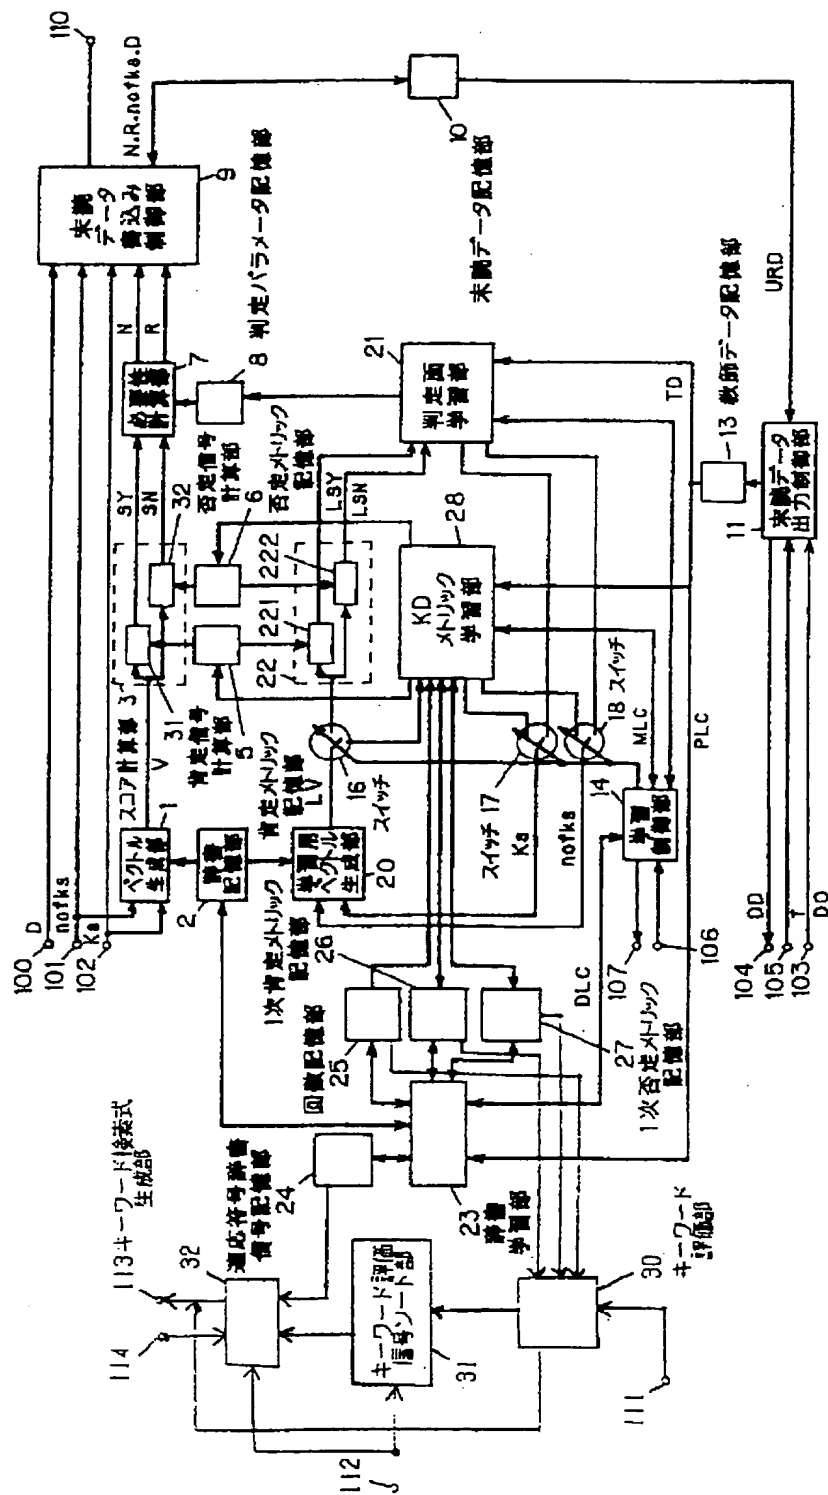 100
D
101
nofks
102
Ks
ベクトル
生成部
1
V
スコア計算部 3
31
32
SY
SN
必要性
計算部
7
N
R
未読
データ
書込み
制御部
9
110
N.R.nofks.D
10
未読データ記憶部
8 判定パラメータ記憶部
肯定信号
計算部
5
否定信号
計算部
6
辞書
記憶部
2
肯定メトリック
記憶部
否定メトリック
記憶部
学習用
ベクトル
生成部
20
LV
16
スイッチ
22
221
222
LSY
LSN
KD
メトリック
学習部
28
判定面
学習部
21
1次肯定メトリック
記憶部
26
回数記憶部
25
27
1次否定メトリック
記憶部
スイッチ 17
18 スイッチ
Ks
nofks
14
学習
制御部
MLC
PLC
TD
DLC
107
106
13 教師データ記憶部
URD
11
未読データ
出力制御部
104
DD
105
103
DO
113 キーワード検索式
生成部
114
32
適応符号辞書
信号記憶部
24
23
辞書
学習部
キーワード評価
信号ソート部
31
30
キーワード
評価部
112
111